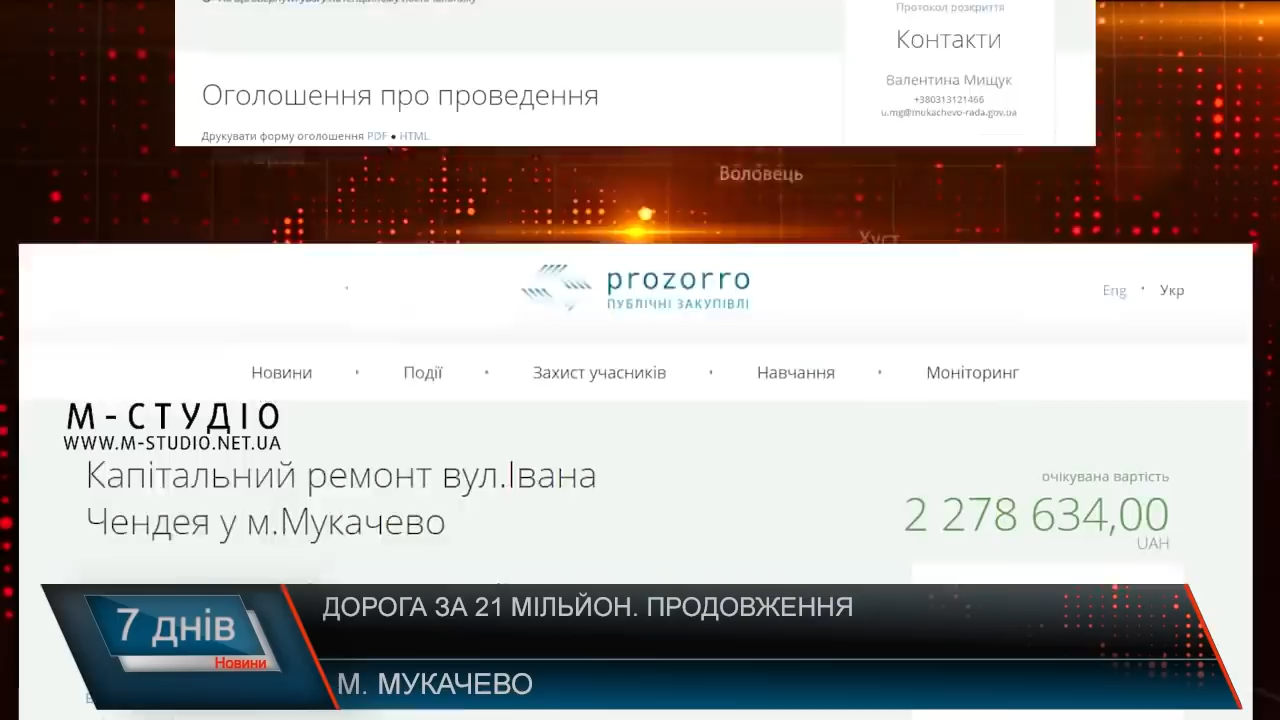 Протокол розкриття
Контакти
Валентина Мищук
+380313121466
u.mg@mukachevo-rada.gov.ua
Оголошення про проведення
Друкувати форму оголошення PDF ● HTML
Воловець
Хуст
prozorro
ПУБЛІЧНІ ЗАКУПІВЛІ
Eng • Укр
Новини • Події • Захист учасників • Навчання • Моніторинг
М-СТУДІО
WWW.M-STUDIO.NET.UA
Капітальний ремонт вул.Івана
Чендея у м.Мукачево
очікувана вартість
2 278 634,00
UAH
7 днів
Новини
ДОРОГА ЗА 21 МІЛЬЙОН. ПРОДОВЖЕННЯ
М. МУКАЧЕВО